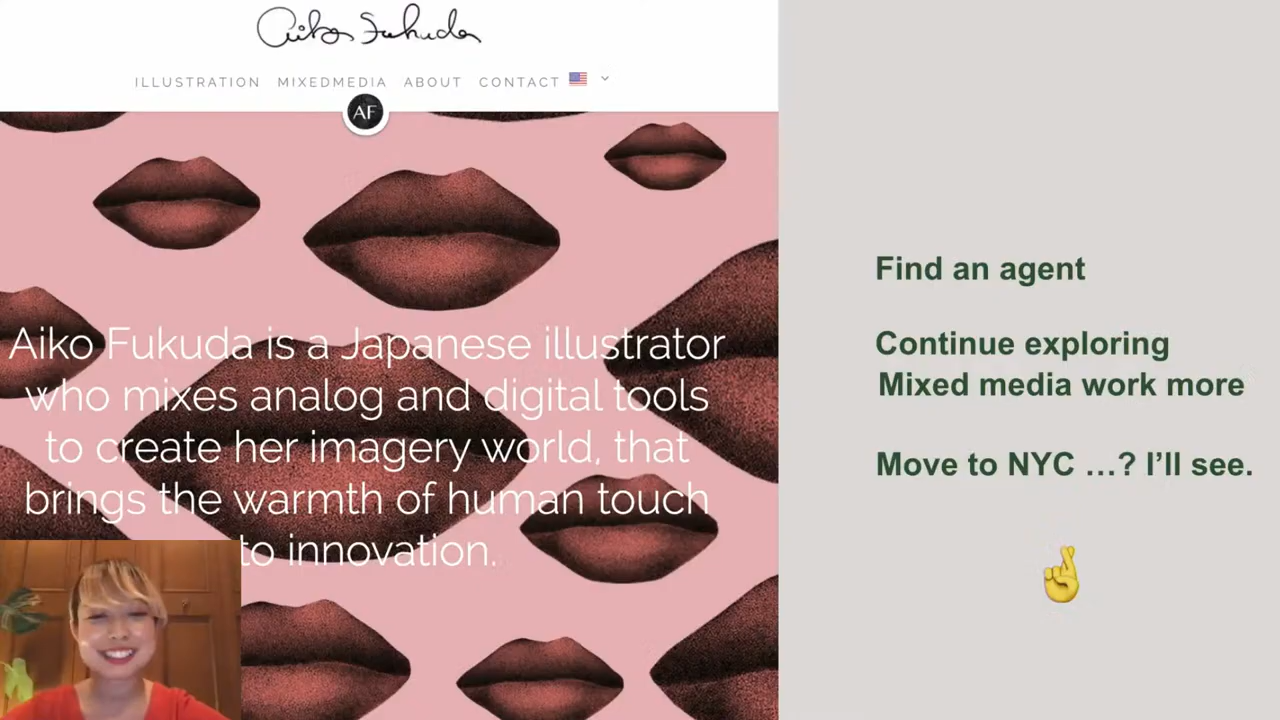 Aiko Fukuda
ILLUSTRATION MIXEDMEDIA ABOUT CONTACT
AF
Aiko Fukuda is a Japanese illustrator
who mixes analog and digital tools
to create her imagery world, that
brings the warmth of human touch
to innovation.
Find an agent
Continue exploring
Mixed media work more
Move to NYC ...? I'll see.